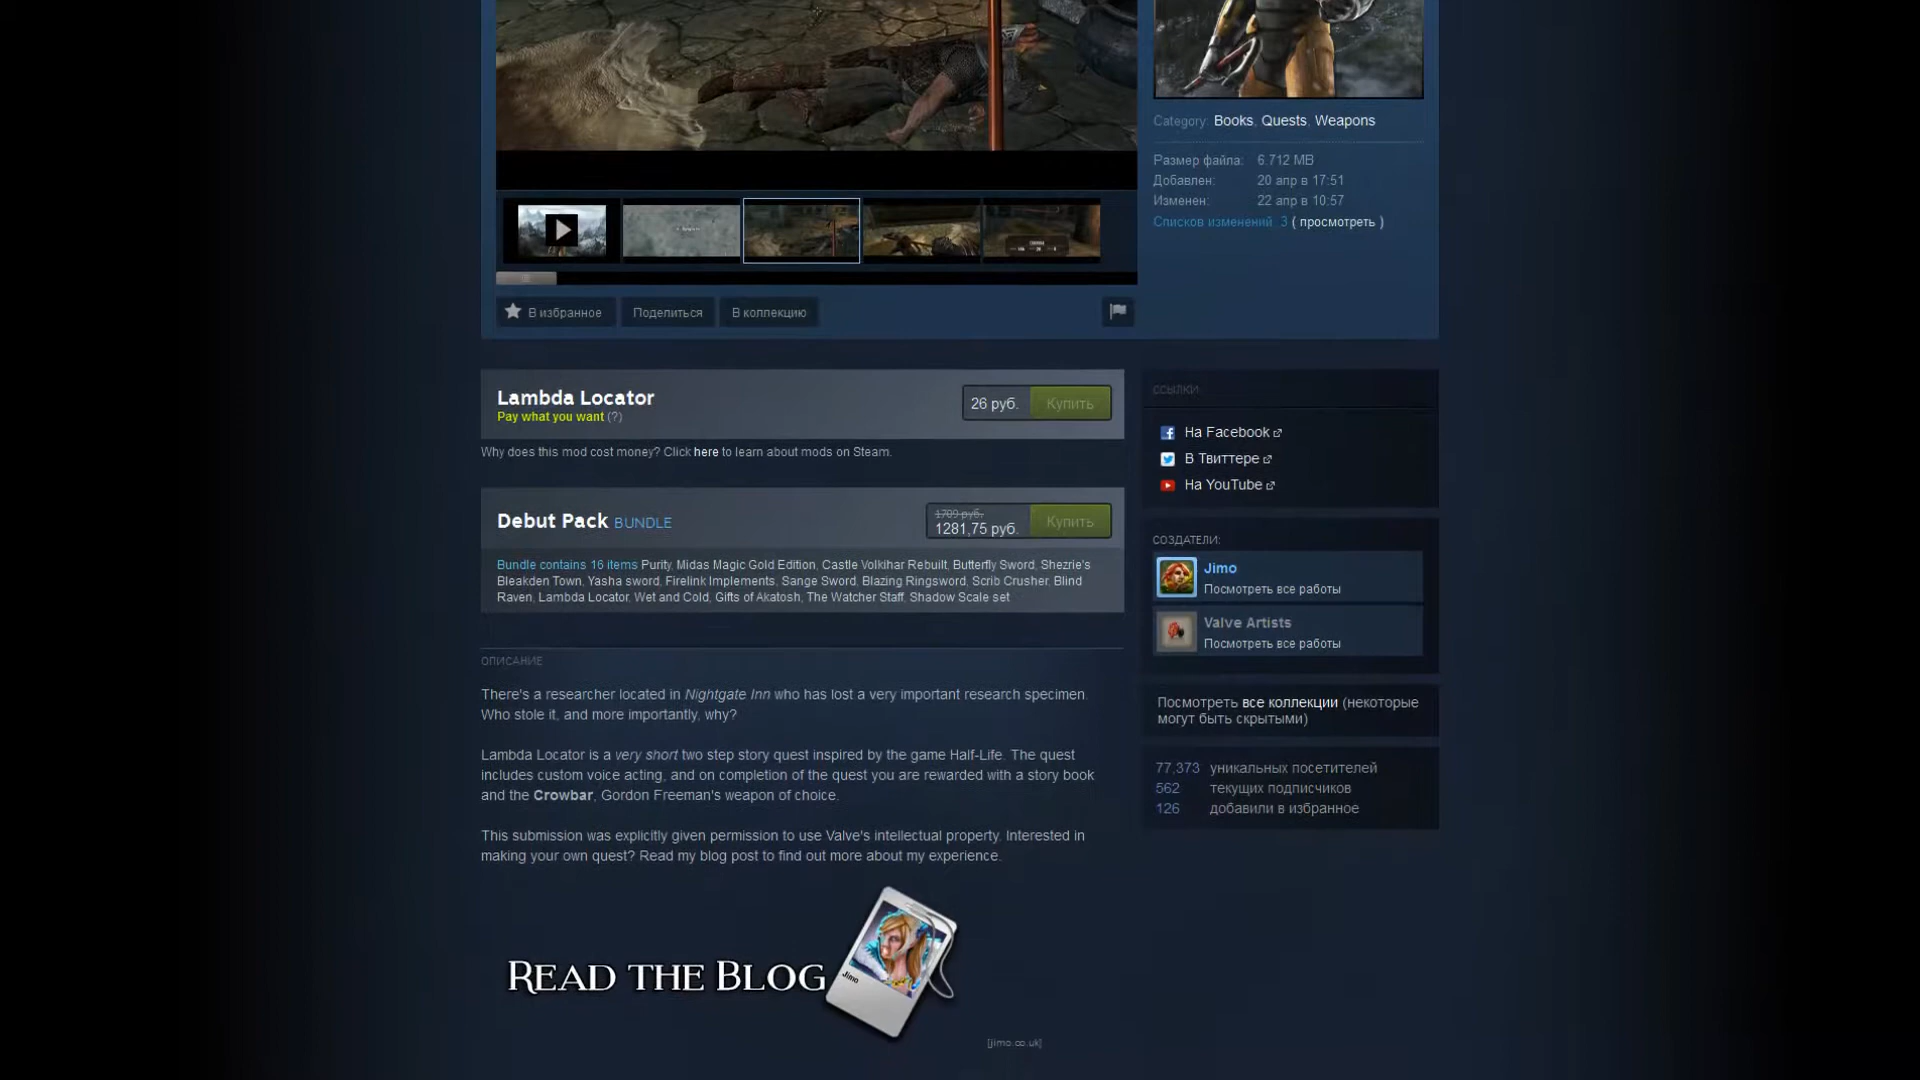 Category: Books, Quests, Weapons
Размер файла: 6.712 MB
Добавлен: 20 апр в 17:51
Изменен: 22 апр в 10:57
Списков изменений: 3 ( просмотреть )
В избранное
Поделиться
В коллекцию
Lambda Locator
Pay what you want (?)
26 руб.
Купить
Why does this mod cost money? Click here to learn about mods on Steam.
Debut Pack BUNDLE
1709 руб.
1281,75 руб.
Купить
Bundle contains 16 items Purity, Midas Magic Gold Edition, Castle Volkihar Rebuilt, Butterfly Sword, Shezrie's
Bleakden Town, Yasha sword, Firelink Implements, Sange Sword, Blazing Ringsword, Scrib Crusher, Blind
Raven, Lambda Locator, Wet and Cold, Gifts of Akatosh, The Watcher Staff, Shadow Scale set
ОПИСАНИЕ
There's a researcher located in Nightgate Inn who has lost a very important research specimen.
Who stole it, and more importantly, why?
Lambda Locator is a very short two step story quest inspired by the game Half-Life. The quest
includes custom voice acting, and on completion of the quest you are rewarded with a story book
and the Crowbar, Gordon Freeman's weapon of choice.
This submission was explicitly given permission to use Valve's intellectual property. Interested in
making your own quest? Read my blog post to find out more about my experience.
READ THE BLOG
Jimo
[jimo.co.uk]
ССЫЛКИ
На Facebook
В Твиттере
На YouTube
СОЗДАТЕЛИ:
Jimo
Посмотреть все работы
Valve Artists
Посмотреть все работы
Посмотреть все коллекции (некоторые
могут быть скрытыми)
77,373 уникальных посетителей
562 текущих подписчиков
126 добавили в избранное